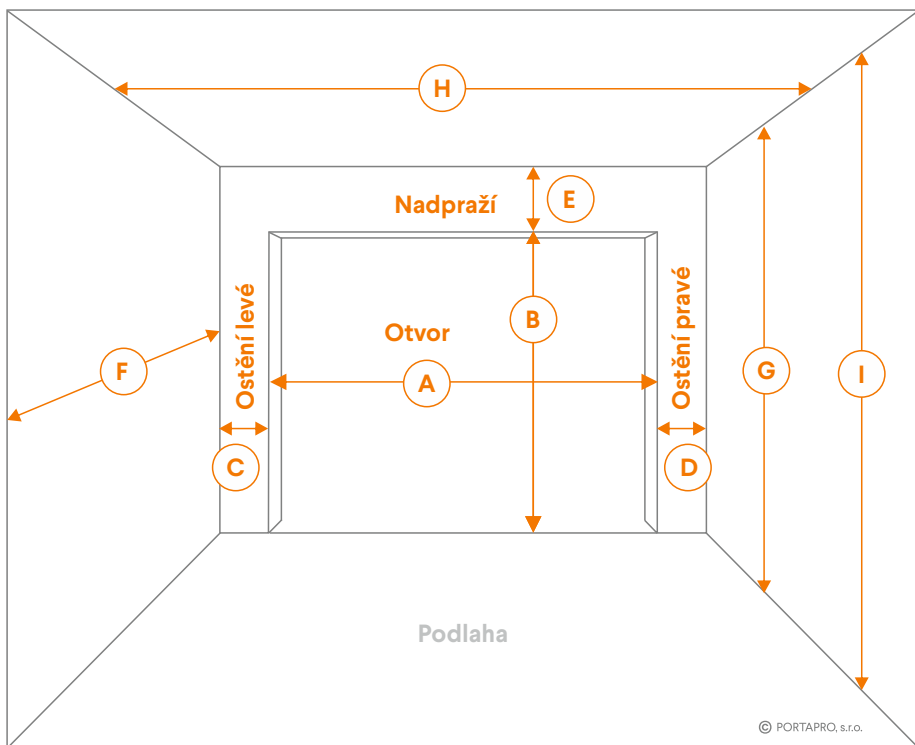 H
Nadpraží
E
Ostění levé
Ostění pravé
B
Otvor
F
A
G
I
C
D
Podlaha
© PORTAPRO, s.r.o.